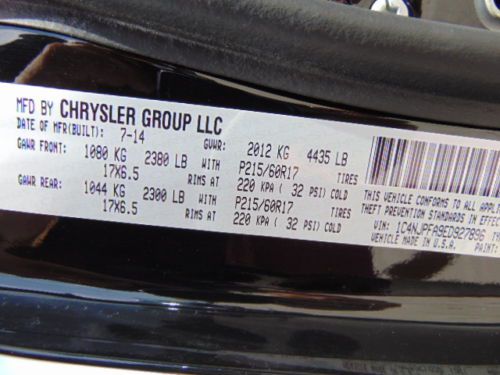 MFD BY CHRYSLER GROUP LLC
DATE OF MFR(BUILT): 7-14 GVWR: 2012 KG 4435 LB
GAWR FRONT: 1080 KG 2380 LB WITH P215/60R17 TIRES
17X6.5 RIMS AT 220 KPA ( 32 PSI) COLD
GAWR REAR: 1044 KG 2300 LB WITH P215/60R17 TIRES
17X6.5 RIMS AT 220 KPA ( 32 PSI) COLD
THIS VEHICLE CONFORMS TO ALL
THEFT PREVENTION STANDARDS IN EFFECT
VIN: 1C4NJPFA9ED927896
MADE IN U.S.A.